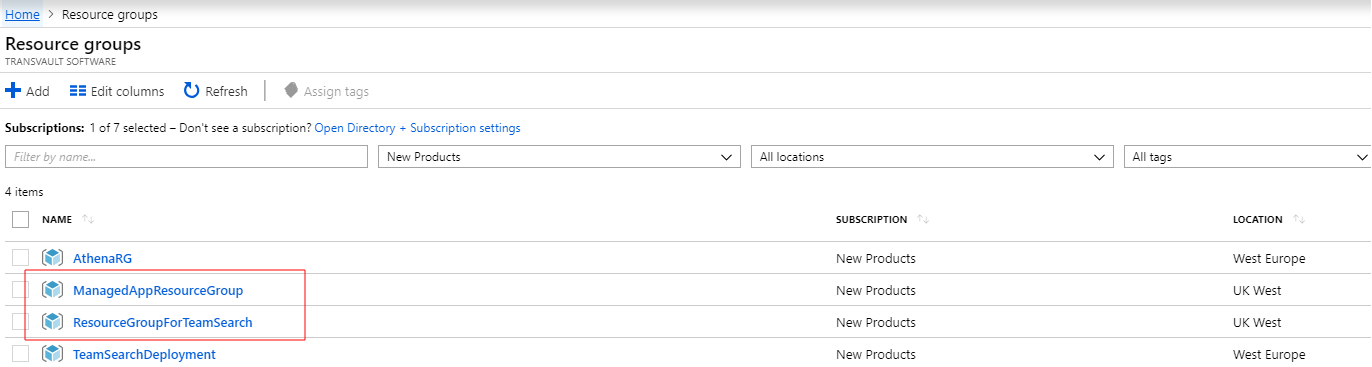 Home > Resource groups
Resource groups
TRANSVAULT SOFTWARE
Add Edit columns Refresh Assign tags
Subscriptions: 1 of 7 selected – Don't see a subscription? Open Directory + Subscription settings
Filter by name... New Products All locations All tags
4 items
NAME SUBSCRIPTION LOCATION
AthenaRG New Products West Europe
ManagedAppResourceGroup New Products UK West
ResourceGroupForTeamSearch New Products UK West
TeamSearchDeployment New Products West Europe